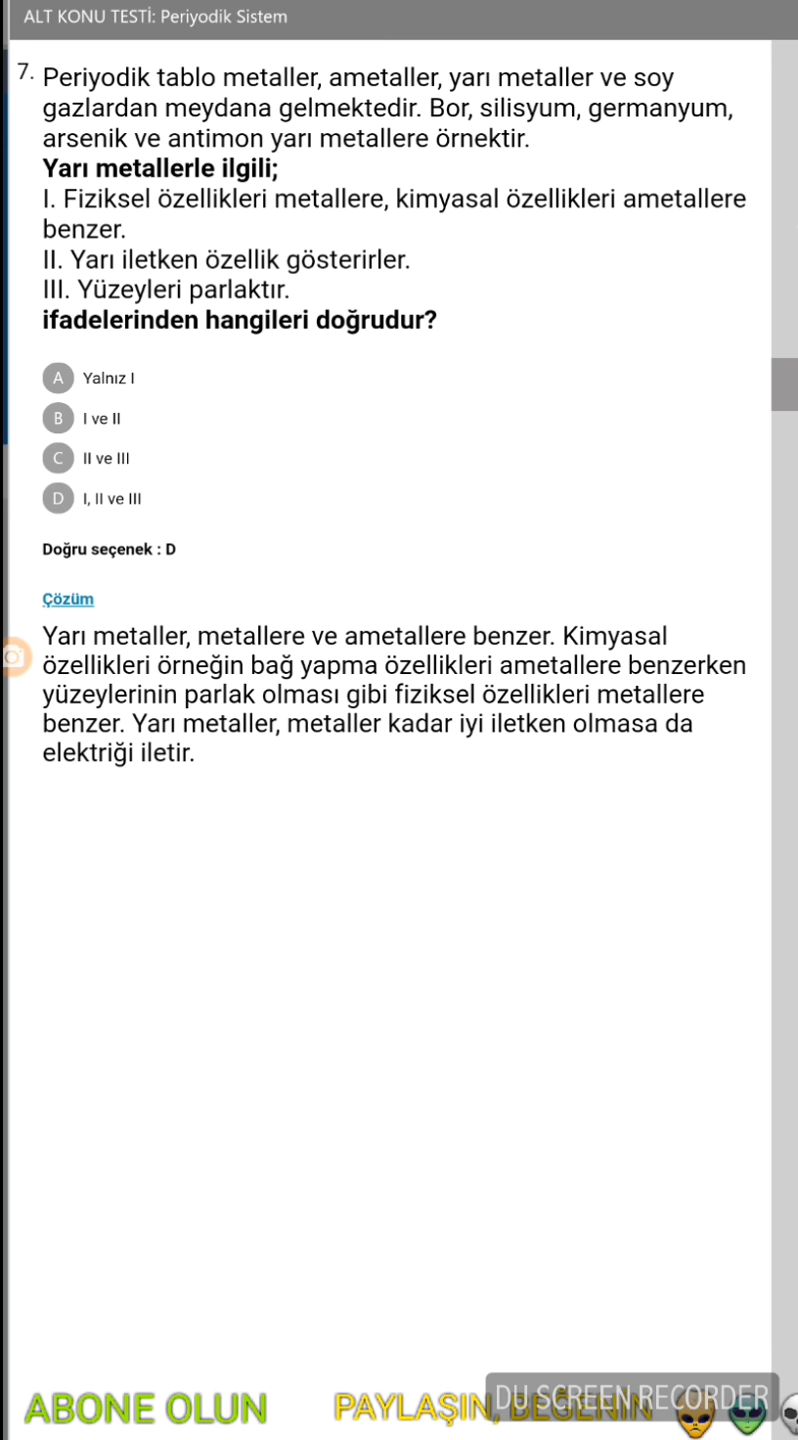 ALT KONU TESTİ: Periyodik Sistem
7. Periyodik tablo metaller, ametaller, yarı metaller ve soy
gazlardan meydana gelmektedir. Bor, silisyum, germanyum,
arsenik ve antimon yarı metallere örnektir.
Yarı metallerle ilgili;
I. Fiziksel özellikleri metallere, kimyasal özellikleri ametallere
benzer.
II. Yarı iletken özellik gösterirler.
III. Yüzeyleri parlaktır.
ifadelerinden hangileri doğrudur?
A Yalnız I
B I ve II
C II ve III
D I, II ve III
Doğru seçenek : D
Çözüm
Yarı metaller, metallere ve ametallere benzer. Kimyasal
özellikleri örneğin bağ yapma özellikleri ametallere benzerken
yüzeylerinin parlak olması gibi fiziksel özellikleri metallere
benzer. Yarı metaller, metaller kadar iyi iletken olmasa da
elektriği iletir.
ABONE OLUN PAYLAŞIN, BEĞENİN
DU SCREEN RECORDER